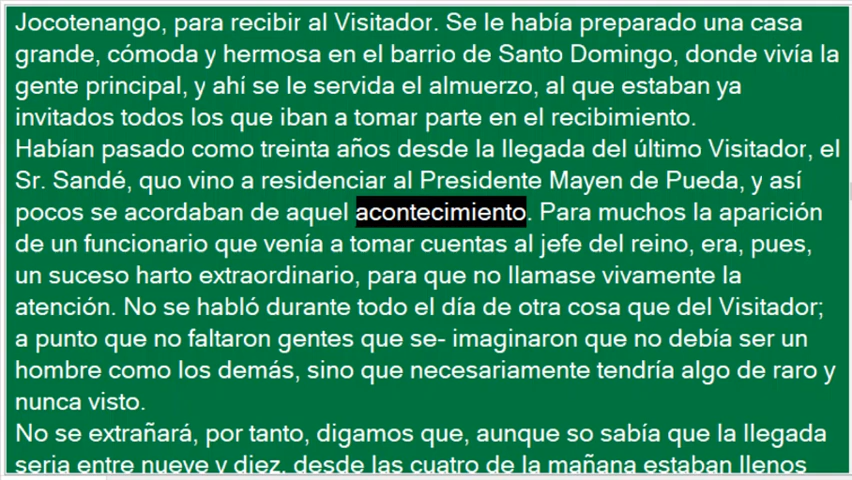 Jocotenango, para recibir al Visitador. Se le había preparado una casa
grande, cómoda y hermosa en el barrio de Santo Domingo, donde vivía la
gente principal, y ahí se le servida el almuerzo, al que estaban ya
invitados todos los que iban a tomar parte en el recibimiento.
Habían pasado como treinta años desde la llegada del último Visitador, el
Sr. Sandé, quo vino a residenciar al Presidente Mayen de Pueda, y así
pocos se acordaban de aquel acontecimiento. Para muchos la aparición
de un funcionario que venía a tomar cuentas al jefe del reino, era, pues,
un suceso harto extraordinario, para que no llamase vivamente la
atención. No se habló durante todo el día de otra cosa que del Visitador;
a punto que no faltaron gentes que se- imaginaron que no debía ser un
hombre como los demás, sino que necesariamente tendría algo de raro y
nunca visto.
No se extrañará, por tanto, digamos que, aunque so sabía que la llegada
seria entre nueve y diez, desde las cuatro de la mañana estaban llenos